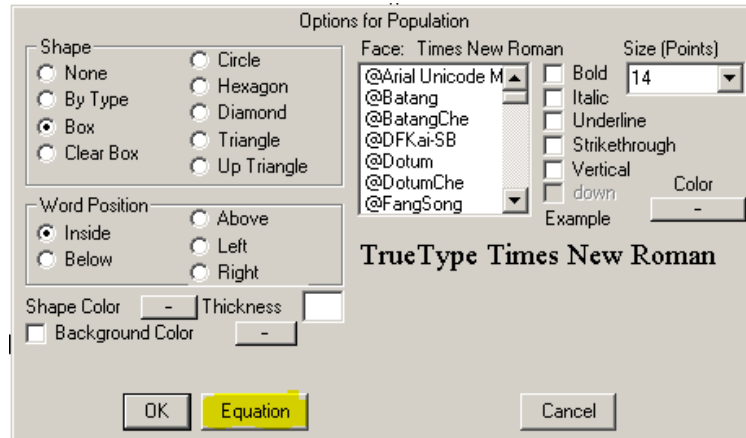 Options for Population
Shape
None
By Type
Box
Clear Box
Circle
Hexagon
Diamond
Triangle
Up Triangle
Word Position
Inside
Below
Above
Left
Right
Shape Color - Thickness
Background Color -
Face: Times New Roman
@Arial Unicode M
@Batang
@BatangChe
@DFKai-SB
@Dotum
@DotumChe
@FangSong
Bold
Italic
Underline
Strikethrough
Vertical
down
Size (Points)
14
Color
-
Example
TrueType Times New Roman
OK
Equation
Cancel